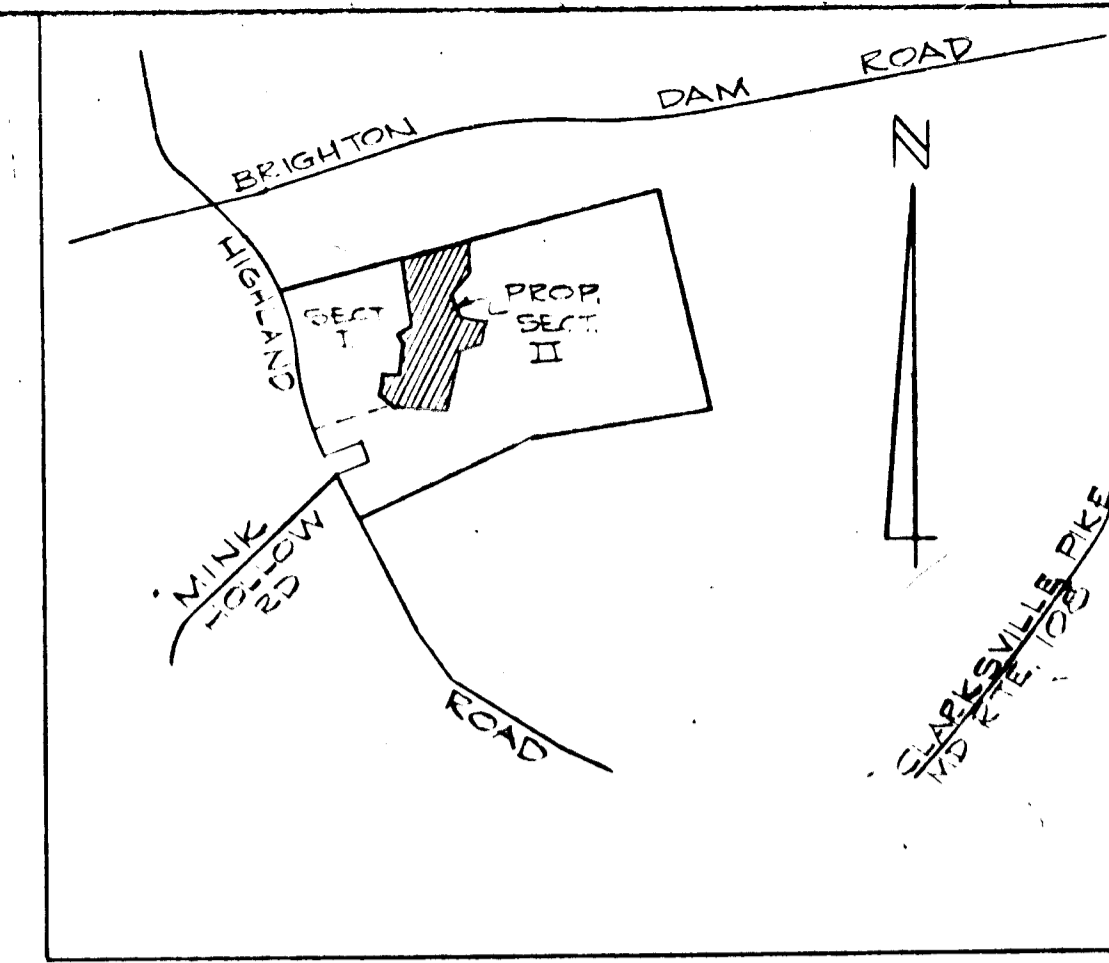 BRIGHTON DAM ROAD
N
HIGHLAND
SECT
I
PROP.
SECT.
II
MINK
HOLLOW
RD
ROAD
CLARKSVILLE PIKE
MD RTE. 108